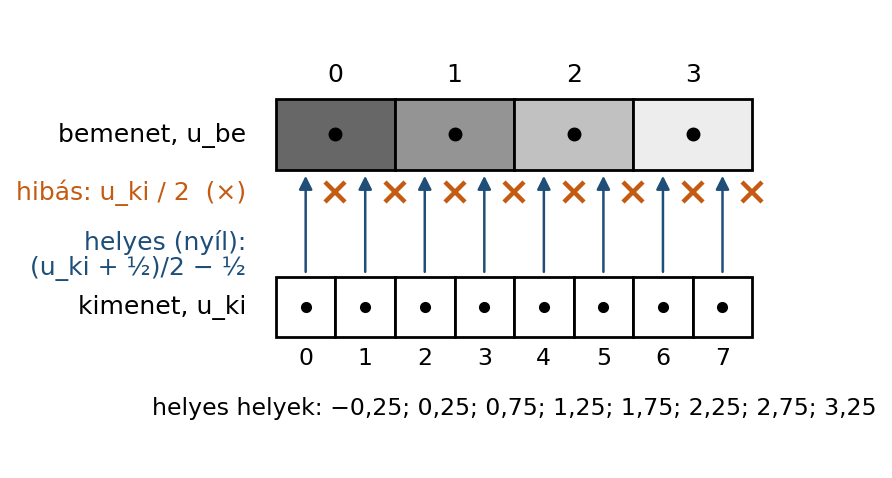 0 1 2 3
bemenet, u_be
hibás: u_ki / 2 (×)
helyes (nyíl):
(u_ki + ½)/2 − ½
kimenet, u_ki
0 1 2 3 4 5 6 7
helyes helyek: −0,25; 0,25; 0,75; 1,25; 1,75; 2,25; 2,75; 3,25